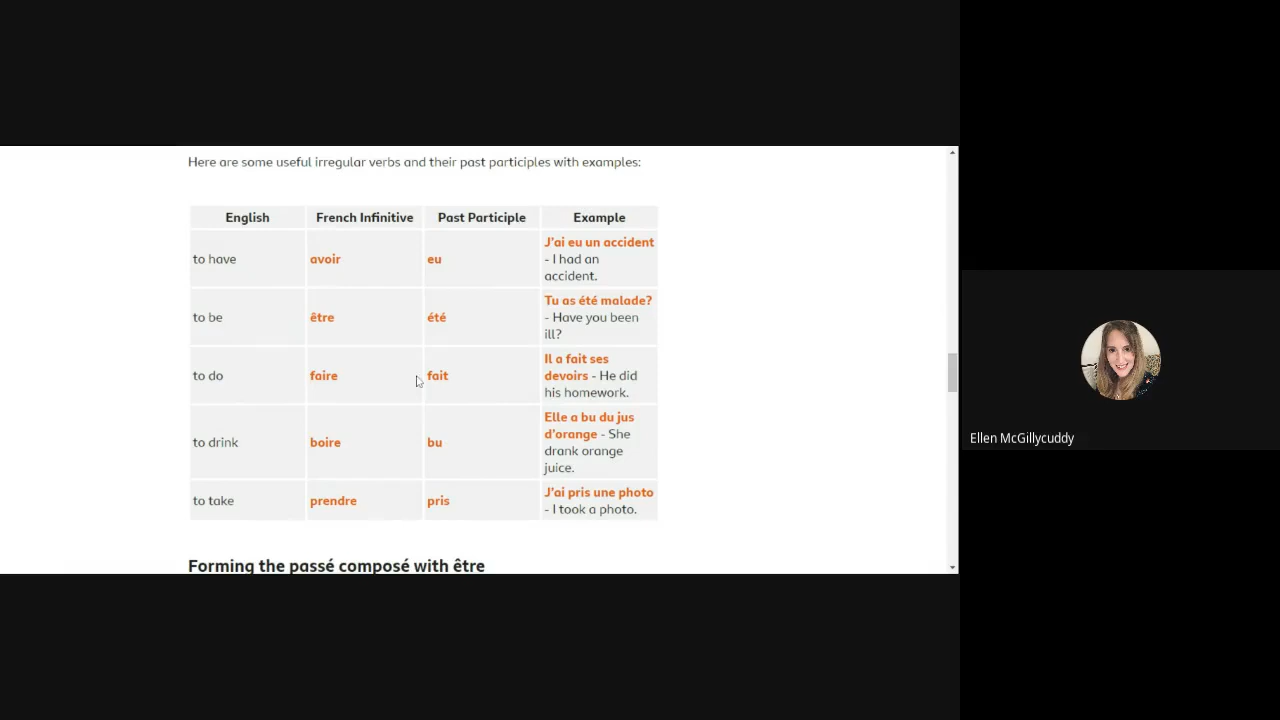 Here are some useful irregular verbs and their past participles with examples:
English French Infinitive Past Participle Example
to have avoir eu J'ai eu un accident
- I had an
accident.
to be être été Tu as été malade?
- Have you been
ill?
to do faire fait Il a fait ses
devoirs - He did
his homework.
to drink boire bu Elle a bu du jus
d'orange - She
drank orange
juice.
to take prendre pris J'ai pris une photo
- I took a photo.
Forming the passé composé with être
Ellen McGillycuddy